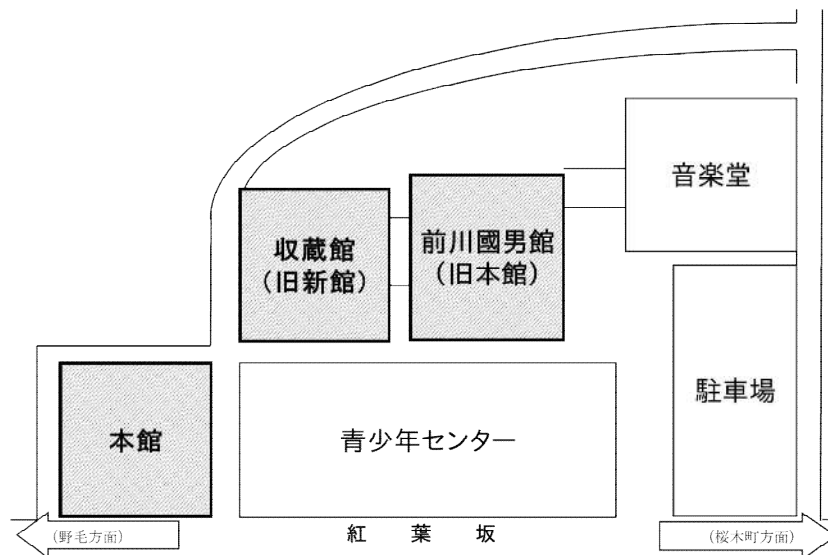 音楽堂
収蔵館
(旧新館)
前川國男館
(旧本館)
駐車場
本館
青少年センター
(野毛方面)
紅葉坂
(桜木町方面)